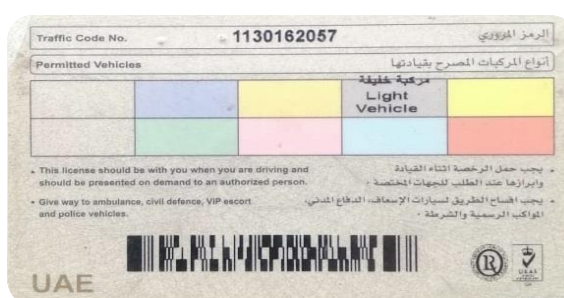 Traffic Code No. 1130162057 الرمز المروري
Permitted Vehicles أنواع المركبات المصرح بقيادتها
مركبة خفيفة
Light
Vehicle
• This license should be with you when you are driving and
should be presented on demand to an authorized person.
• يجب حمل الرخصة اثناء القيادة
وابرازها عند الطلب للجهات المختصة ٠
• Give way to ambulance, civil defence, VIP escort
and police vehicles.
• يجب افساح الطريق لسيارات الإسعاف، الدفاع المدني،
المواكب الرسمية والشرطة ٠
UAE
R
UKAS